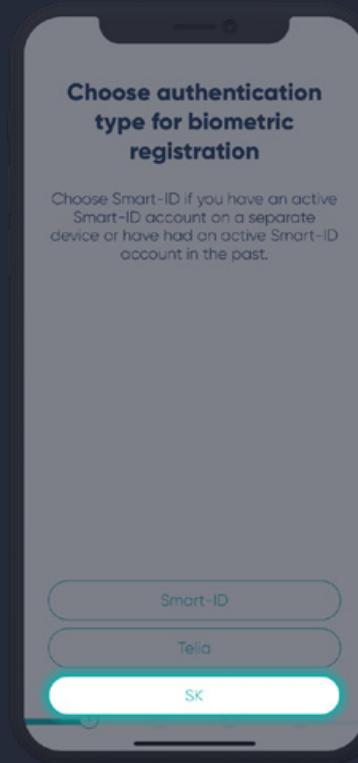 Choose authentication
type for biometric
registration
Choose Smart-ID if you have an active
Smart-ID account on a separate
device or have had an active Smart-ID
account in the past.
Smart-ID
Telia
SK
1